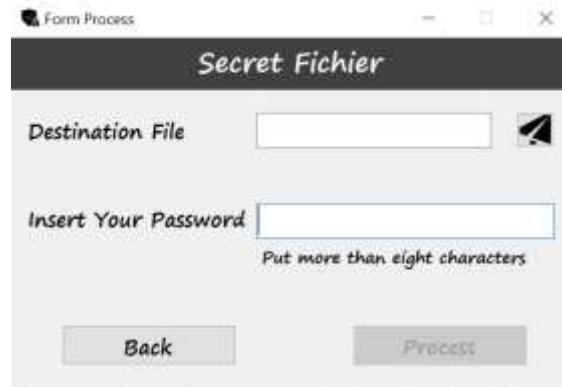 Form Process
Secret Fichier
Destination File
Insert Your Password
Put more than eight characters
Back Process